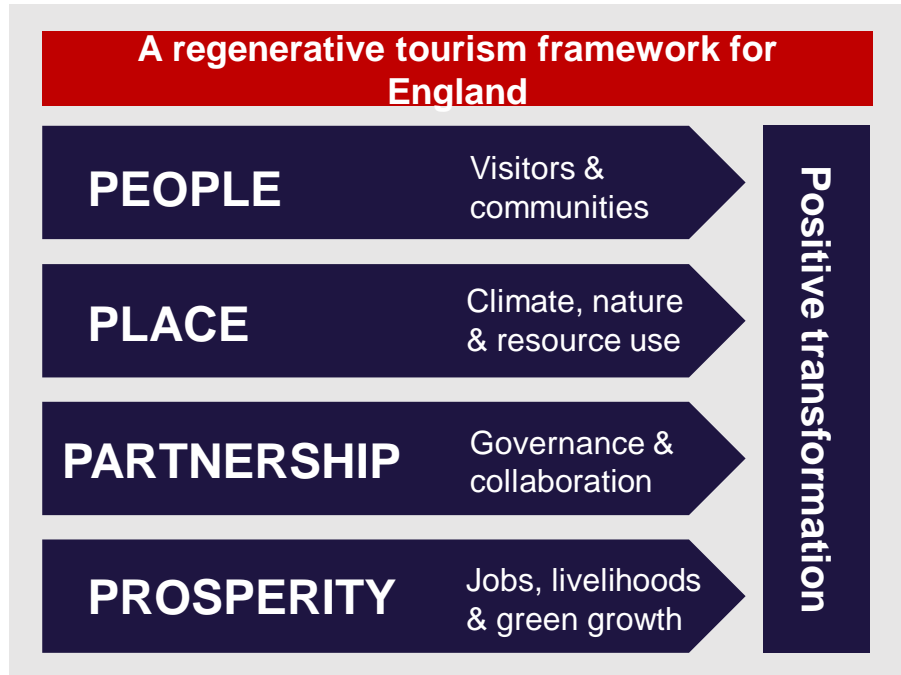 A regenerative tourism framework for
England
PEOPLE
Visitors &
communities
PLACE
Climate, nature
& resource use
PARTNERSHIP
Governance &
collaboration
PROSPERITY
Jobs, livelihoods
& green growth
Positive transformation